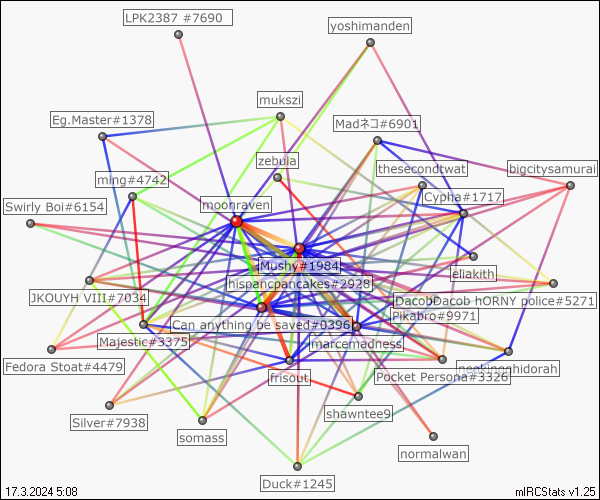 LPK2387 #7690
yoshimanden
mukszi
Eg.Master#1378
Madネコ#6901
zebula
thesecondtwat
bigcitysamurai
ming#4742
Cypha#1717
Swirly Boi#6154
moonraven
Mushy#1984
eliakith
hispancpancakes#2928
JKOUYH VIII#7034
DacobDacob hORNY police#5271
Pikabro#9971
Can anything be saved#0396
Majestic#3375
marcemadness
Fedora Stoat#4479
frisout
Pocket Persona#3326
shawntee9
Silver#7938
somass
normalwan
Duck#1245
17.3.2024 5:08
mIRCStats v1.25